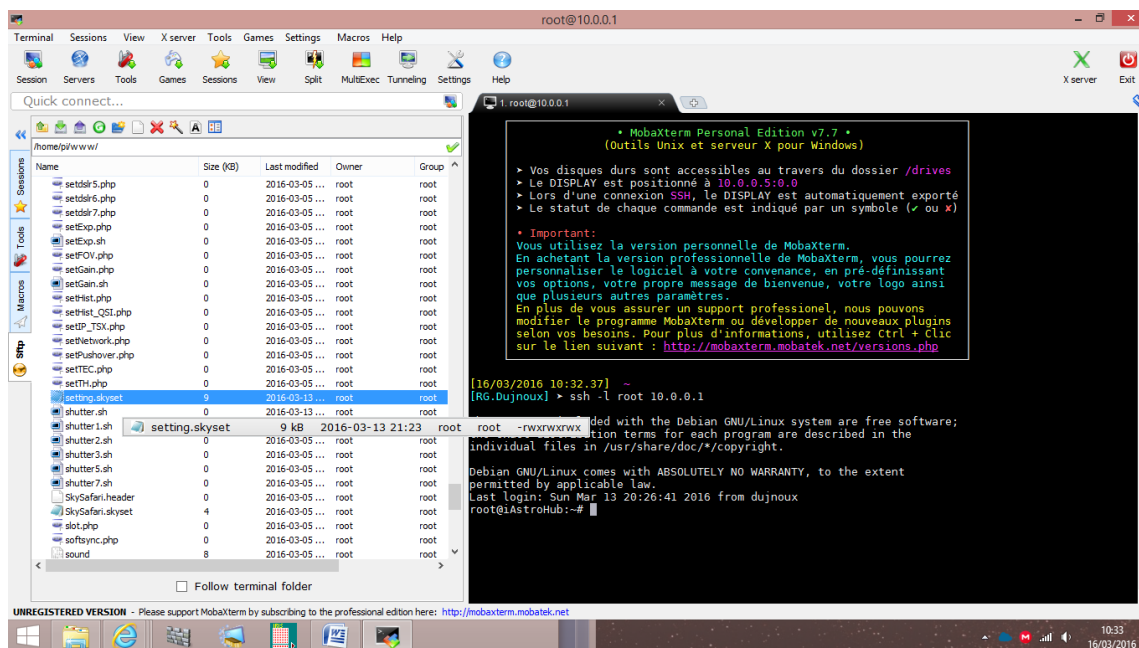 root@10.0.0.1
Terminal Sessions View X server Tools Games Settings Macros Help
Session Servers Tools Games Sessions View Split MultiExec Tunneling Settings Help X server Exit
Quick connect...
1. root@10.0.0.1
/home/pi/www/
Name Size (KB) Last modified Owner Group
setdslr5.php 0 2016-03-05 ... root root
setdslr6.php 0 2016-03-05 ... root root
setdslr7.php 0 2016-03-05 ... root root
setExp.php 0 2016-03-05 ... root root
setExp.sh 0 2016-03-05 ... root root
setFOV.php 0 2016-03-05 ... root root
setGain.php 0 2016-03-05 ... root root
setGain.sh 0 2016-03-05 ... root root
setHist.php 0 2016-03-05 ... root root
setHist_QSI.php 0 2016-03-05 ... root root
setIP_TSX.php 0 2016-03-05 ... root root
setNetwork.php 0 2016-03-05 ... root root
setPushover.php 0 2016-03-05 ... root root
setTEC.php 0 2016-03-05 ... root root
setTH.php 0 2016-03-05 ... root root
setting.skyset 9 2016-03-13 ... root root
shutter.sh 0 2016-03-13 ... root root
shutter1.sh
setting.skyset 9 kB 2016-03-13 21:23 root root -rwxrwxrwx
shutter2.sh 0 2016-03-05 ... root root
shutter3.sh 0 2016-03-05 ... root root
shutter5.sh 0 2016-03-05 ... root root
shutter7.sh 0 2016-03-05 ... root root
SkySafari.header 0 2016-03-05 ... root root
SkySafari.skyset 4 2016-03-05 ... root root
slot.php 0 2016-03-05 ... root root
softsync.php 0 2016-03-05 ... root root
sound 8 2016-03-05 ... root root
Follow terminal folder
Sessions
Tools
Macros
Sftp
• MobaXterm Personal Edition v7.7 •
(Outils Unix et serveur X pour Windows)
➤ Vos disques durs sont accessibles au travers du dossier /drives
➤ Le DISPLAY est positionné à 10.0.0.5:0.0
➤ Lors d'une connexion SSH, le DISPLAY est automatiquement exporté
➤ Le statut de chaque commande est indiqué par un symbole (✔ ou ✘)
• Important:
Vous utilisez la version personnelle de MobaXterm.
En achetant la version professionnelle de MobaXterm, vous pourrez
personnaliser le logiciel à votre convenance, en pré-définissant
vos options, votre propre message de bienvenue, votre logo ainsi
que plusieurs autres paramètres.
En plus de vous assurer un support professionel, nous pouvons
modifier le programme MobaXterm ou développer de nouveaux plugins
selon vos besoins. Pour plus d'informations, utilisez Ctrl + Clic
sur le lien suivant : http://mobaxterm.mobatek.net/versions.php
[16/03/2016 10:32.37] ~
[RG.Dujnoux] ➤ ssh -l root 10.0.0.1
ded with the Debian GNU/Linux system are free software;
tion terms for each program are described in the
individual files in /usr/share/doc/*/copyright.
Debian GNU/Linux comes with ABSOLUTELY NO WARRANTY, to the extent
permitted by applicable law.
Last login: Sun Mar 13 20:26:41 2016 from dujnoux
root@iAstroHub:~#
UNREGISTERED VERSION - Please support MobaXterm by subscribing to the professional edition here: http://mobaxterm.mobatek.net
10:33
16/03/2016